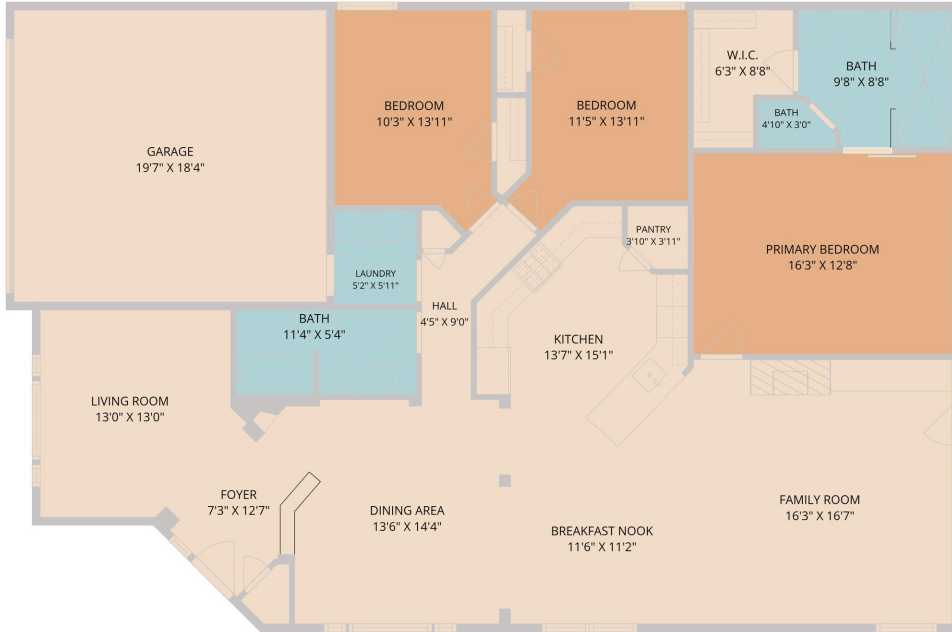 GARAGE
19'7" X 18'4"
BEDROOM
10'3" X 13'11"
BEDROOM
11'5" X 13'11"
W.I.C.
6'3" X 8'8"
BATH
9'8" X 8'8"
BATH
4'10" X 3'0"
PRIMARY BEDROOM
16'3" X 12'8"
PANTRY
3'10" X 3'11"
LAUNDRY
5'2" X 5'11"
HALL
4'5" X 9'0"
BATH
11'4" X 5'4"
KITCHEN
13'7" X 15'1"
LIVING ROOM
13'0" X 13'0"
FOYER
7'3" X 12'7"
DINING AREA
13'6" X 14'4"
BREAKFAST NOOK
11'6" X 11'2"
FAMILY ROOM
16'3" X 16'7"